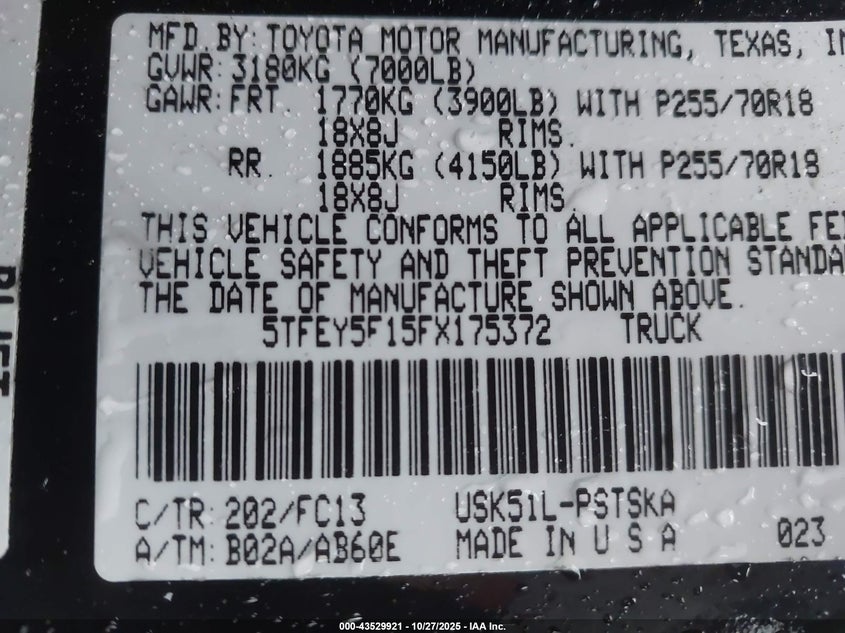 MFD. BY: TOYOTA MOTOR MANUFACTURING, TEXAS,
GVWR: 3180KG (7000LB)
GAWR: FRT. 1770KG (3900LB) WITH P255/70R18
18X8J RIMS.
RR. 1885KG (4150LB) WITH P255/70R18
18X8J RIMS.
THIS VEHICLE CONFORMS TO ALL APPLICABLE
VEHICLE SAFETY AND THEFT PREVENTION
THE DATE OF MANUFACTURE SHOWN ABOVE.
5TFEY5F15FX175372 TRUCK
C/TR: 202/FC13 USK51L-PSTSKA
A/TM: B02A/AB60E MADE IN U S A 023
000-43529921 - 10/27/2025 - IAA Inc.